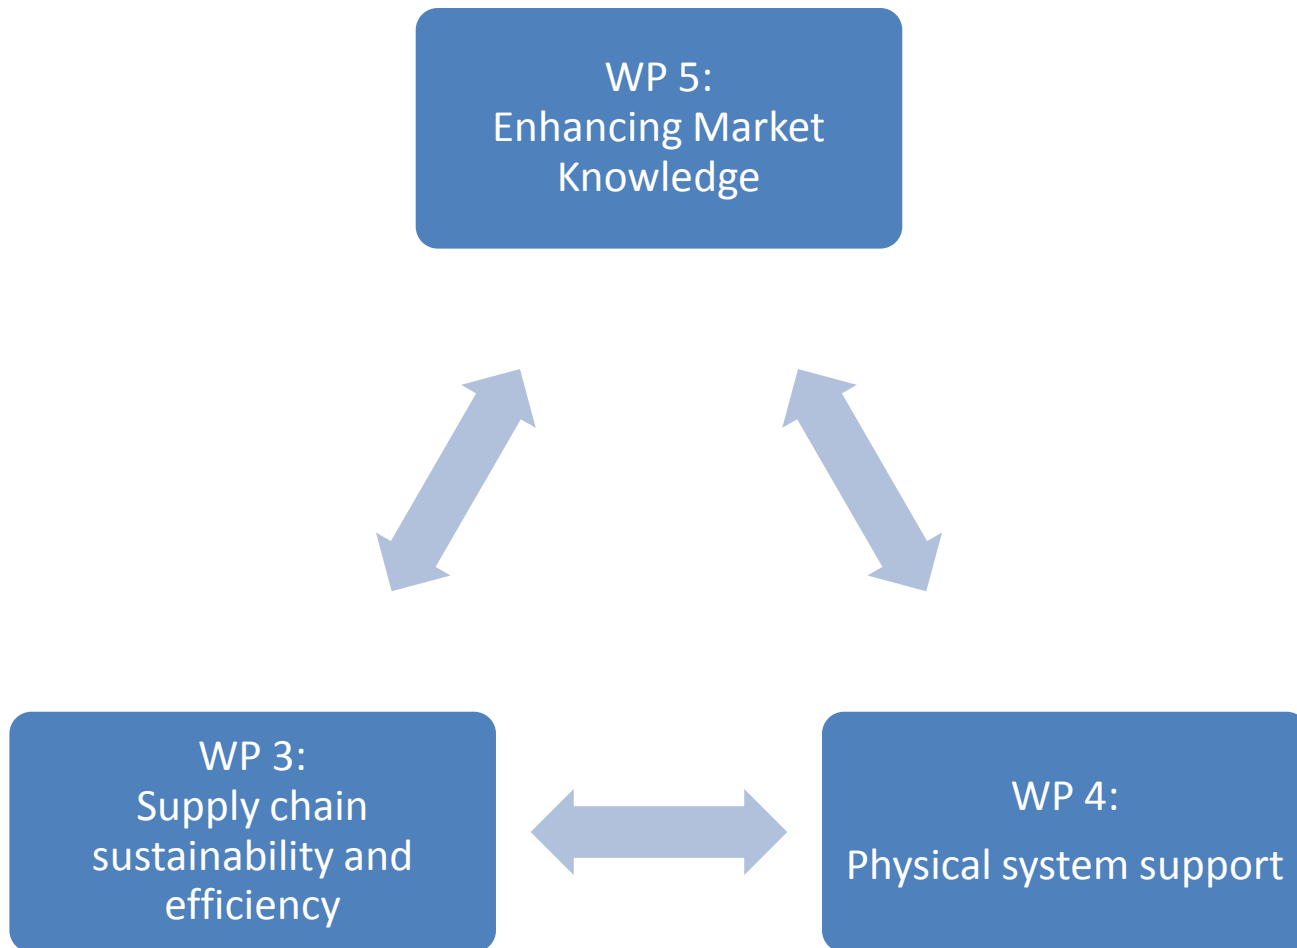 WP 5:
Enhancing Market
Knowledge
WP 3:
Supply chain
sustainability and
efficiency
WP 4:
Physical system support